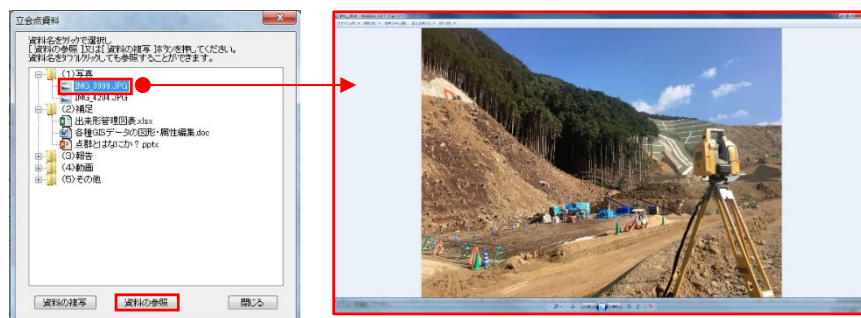 立会点資料
資料名をクリックで選択し
[資料の参照]又は[資料の複写]ボタンを押してください。
資料名をダブルクリックしても参照することができます。
(1)写真
IMG_3999.JPG
IMG_4204.JPG
(2)補足
出来形管理図表.xlsx
各種GISデータの図形・属性編集.doc
点群とはなにか？.pptx
(3)報告
(4)動画
(5)その他
資料の複写
資料の参照
閉じる